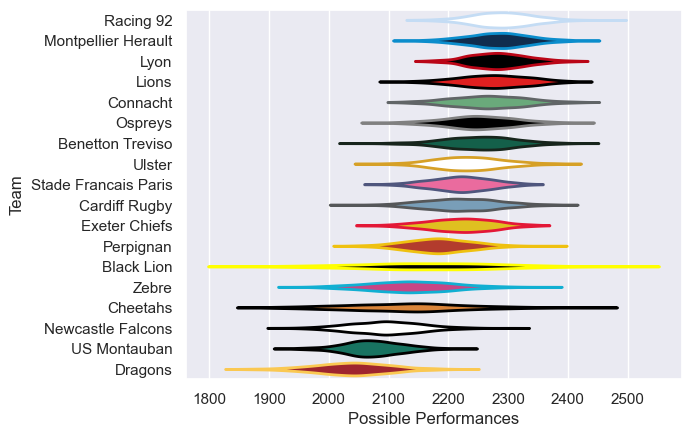 Racing 92
Montpellier Herault
Lyon
Lions
Connacht
Ospreys
Benetton Treviso
Ulster
Stade Francais Paris
Cardiff Rugby
Exeter Chiefs
Perpignan
Black Lion
Zebre
Cheetahs
Newcastle Falcons
US Montauban
Dragons
Team
1800 1900 2000 2100 2200 2300 2400 2500
Possible Performances